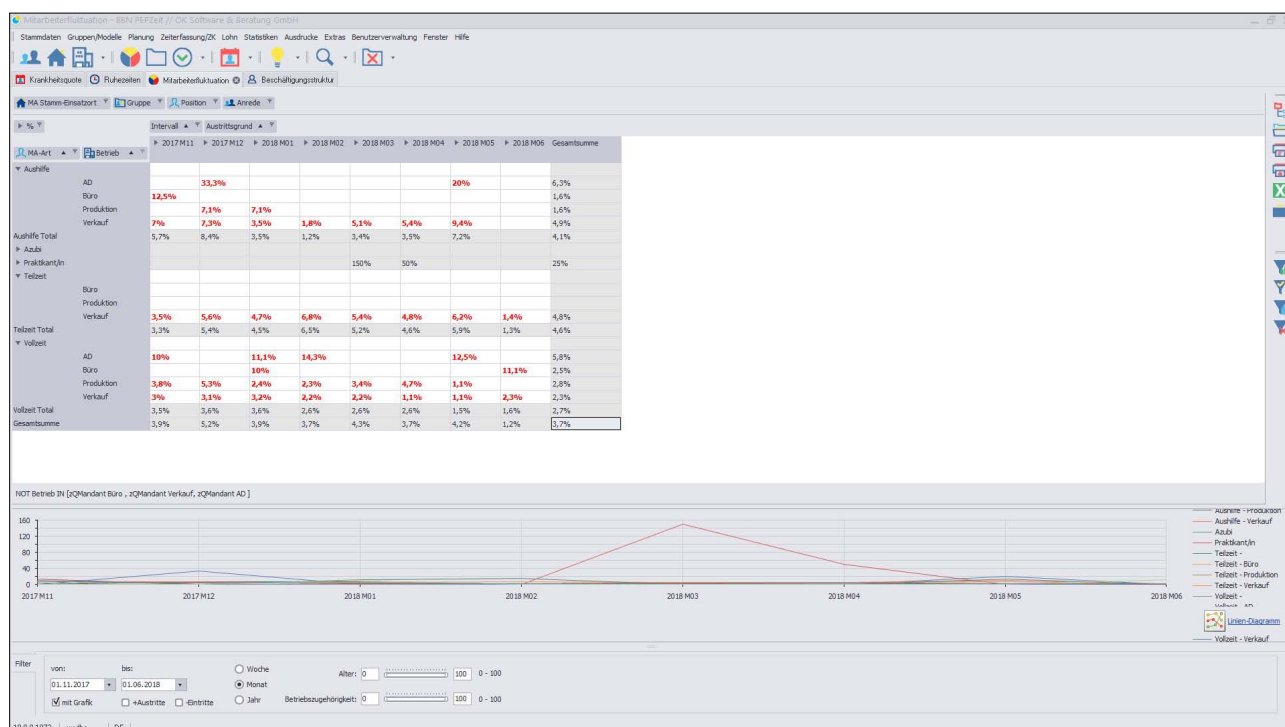 Mitarbeiterfluktuation - BBN PEPZeit // OK Software & Beratung GmbH
Stammdaten Gruppen/Modelle Planung Zeiterfassung/ZK Lohn Statistiken Ausdrucke Extras Benutzerverwaltung Fenster Hilfe
Krankheitsquote Ruhezeiten Mitarbeiterfluktuation Beschäftigungsstruktur
MA Stamm-Einsatzort Gruppe Position Anrede
% Intervall Austrittsgrund
MA-Art Betrieb 2017 M11 2017 M12 2018 M01 2018 M02 2018 M03 2018 M04 2018 M05 2018 M06 Gesamtsumme
Aushilfe
AD 33,3% 20% 6,3%
Büro 12,5% 1,6%
Produktion 7,1% 7,1% 1,6%
Verkauf 7% 7,3% 3,5% 1,8% 5,1% 5,4% 9,4% 4,9%
Aushilfe Total 5,7% 8,4% 3,5% 1,2% 3,4% 3,5% 7,2% 4,1%
Azubi
Praktikant/in 150% 50% 25%
Teilzeit
Büro
Produktion
Verkauf 3,5% 5,6% 4,7% 6,8% 5,4% 4,8% 6,2% 1,4% 4,8%
Teilzeit Total 3,3% 5,4% 4,5% 6,5% 5,2% 4,6% 5,9% 1,3% 4,6%
Vollzeit
AD 10% 11,1% 14,3% 12,5% 5,8%
Büro 10% 11,1% 2,5%
Produktion 3,8% 5,3% 2,4% 2,3% 3,4% 4,7% 1,1% 2,8%
Verkauf 3% 3,1% 3,2% 2,2% 2,2% 1,1% 1,1% 2,3% 2,3%
Vollzeit Total 3,5% 3,6% 3,6% 2,6% 2,6% 2,6% 1,5% 1,6% 2,7%
Gesamtsumme 3,9% 5,2% 3,9% 3,7% 4,3% 3,7% 4,2% 1,2% 3,7%
NOT Betrieb IN [zQMandant Büro , zQMandant Verkauf, zQMandant AD ]
160
120
80
40
0
2017 M11 2017 M12 2018 M01 2018 M02 2018 M03 2018 M04 2018 M05 2018 M06
Aushilfe - Produktion
Aushilfe - Verkauf
Azubi
Praktikant/in
Teilzeit -
Teilzeit - Büro
Teilzeit - Produktion
Teilzeit - Verkauf
Vollzeit -
Vollzeit - AD
Linien-Diagramm
Vollzeit - Verkauf
Filter
von: bis: Woche
01.11.2017 01.06.2018 Monat Alter: 0 100 0 - 100
mit Grafik +Austritte -Eintritte Jahr Betriebszugehörigkeit: 0 100 0 - 100